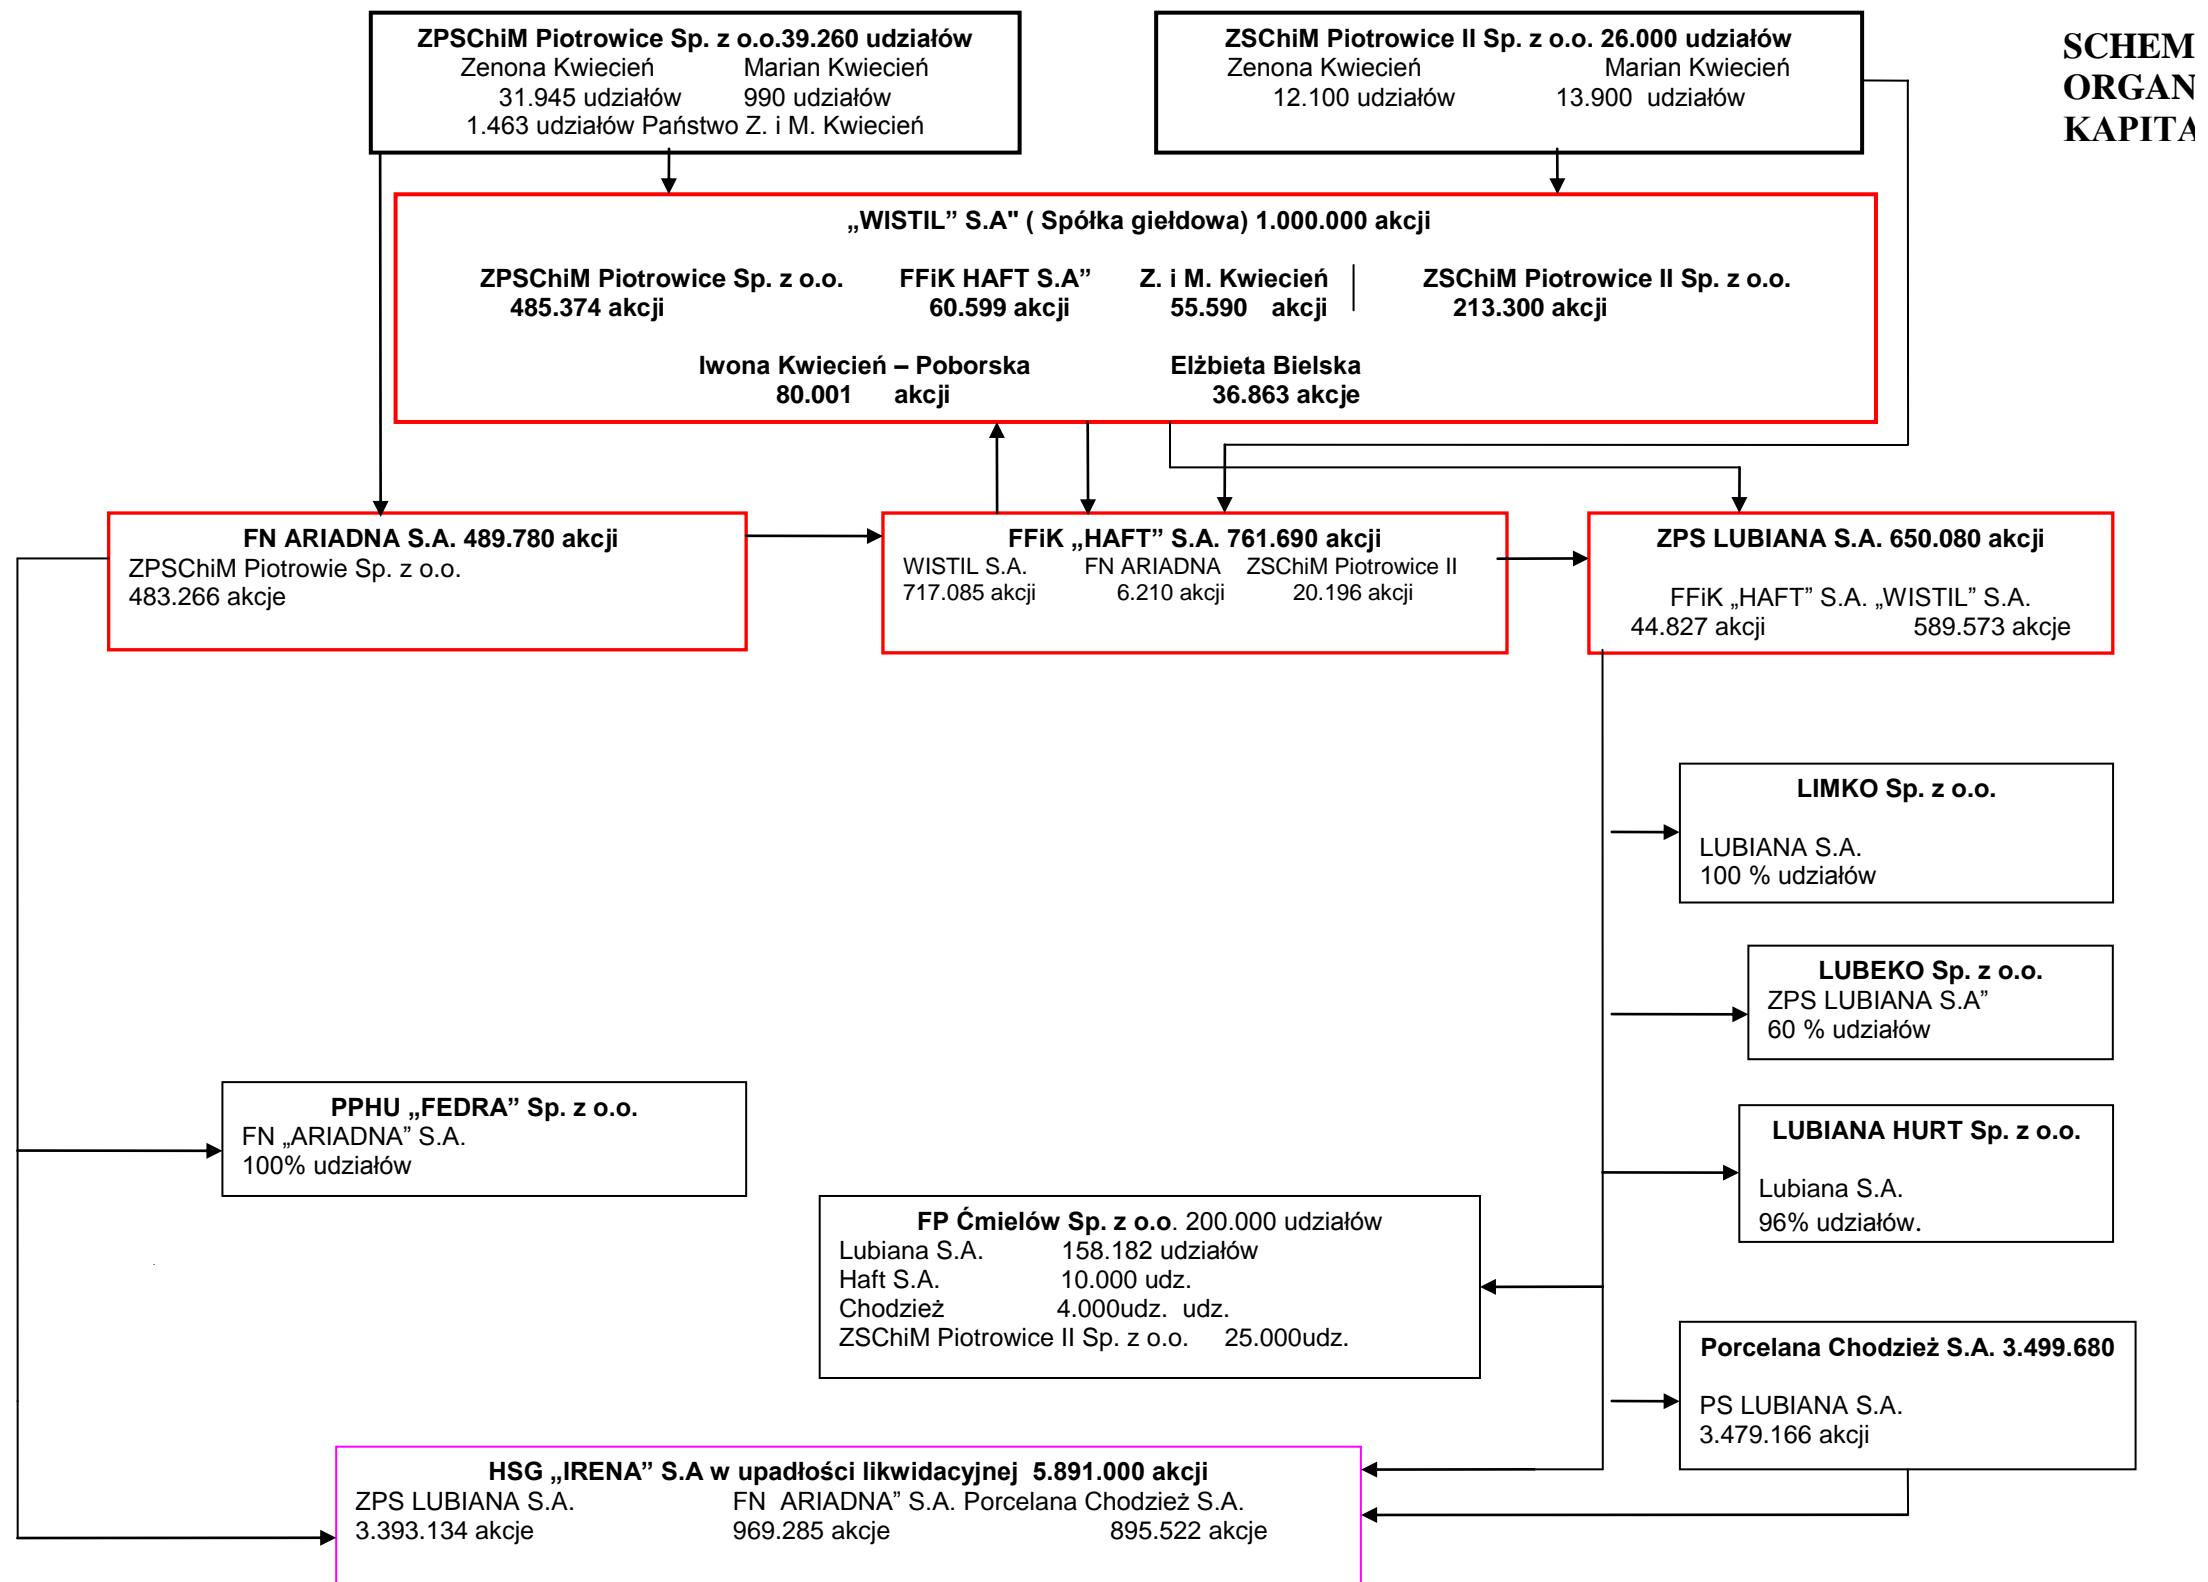 ZPSChiM Piotrowice Sp. z o.o.39.260 udziałów
Zenona Kwiecień Marian Kwiecień
31.945 udziałów 990 udziałów
1.463 udziałów Państwo Z. i M. Kwiecień
ZSChiM Piotrowice II Sp. z o.o. 26.000 udziałów
Zenona Kwiecień Marian Kwiecień
12.100 udziałów 13.900 udziałów
SCHEM
ORGAN
KAPITA
„WISTIL” S.A" ( Spółka giełdowa) 1.000.000 akcji
ZPSChiM Piotrowice Sp. z o.o. FFiK HAFT S.A” Z. i M. Kwiecień ZSChiM Piotrowice II Sp. z o.o.
485.374 akcji 60.599 akcji 55.590 akcji 213.300 akcji
Iwona Kwiecień – Poborska Elżbieta Bielska
80.001 akcji 36.863 akcje
FN ARIADNA S.A. 489.780 akcji
ZPSChiM Piotrowie Sp. z o.o.
483.266 akcje
FFiK „HAFT” S.A. 761.690 akcji
WISTIL S.A. FN ARIADNA ZSChiM Piotrowice II
717.085 akcji 6.210 akcji 20.196 akcji
ZPS LUBIANA S.A. 650.080 akcji
FFiK „HAFT” S.A. „WISTIL” S.A.
44.827 akcji 589.573 akcje
LIMKO Sp. z o.o.
LUBIANA S.A.
100 % udziałów
LUBEKO Sp. z o.o.
ZPS LUBIANA S.A”
60 % udziałów
PPHU „FEDRA” Sp. z o.o.
FN „ARIADNA” S.A.
100% udziałów
LUBIANA HURT Sp. z o.o.
Lubiana S.A.
96% udziałów.
FP Ćmielów Sp. z o.o. 200.000 udziałów
Lubiana S.A. 158.182 udziałów
Haft S.A. 10.000 udz.
Chodzież 4.000udz. udz.
ZSChiM Piotrowice II Sp. z o.o. 25.000udz.
Porcelana Chodzież S.A. 3.499.680
PS LUBIANA S.A.
3.479.166 akcji
HSG „IRENA” S.A w upadłości likwidacyjnej 5.891.000 akcji
ZPS LUBIANA S.A. FN ARIADNA” S.A. Porcelana Chodzież S.A.
3.393.134 akcje 969.285 akcje 895.522 akcje